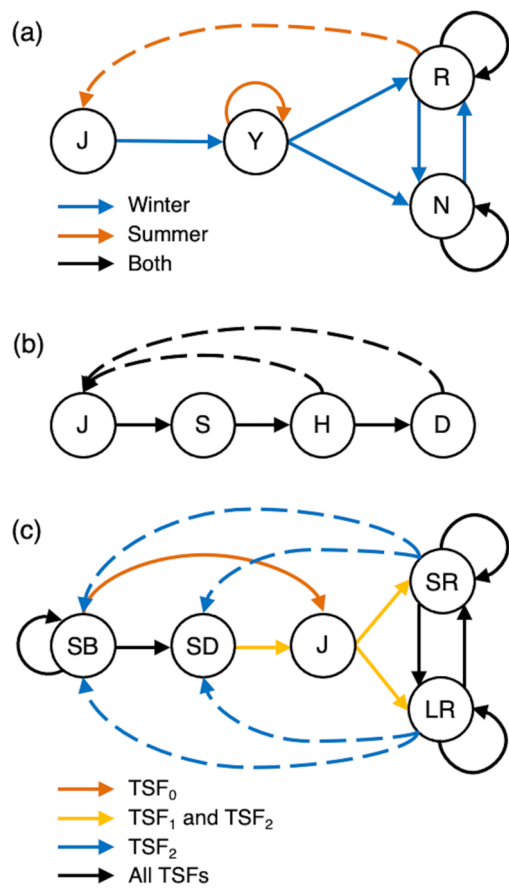 (a)
R
J
Y
N
Winter
Summer
Both
(b)
J
S
H
D
(c)
SR
SB
SD
J
LR
TSF₀
TSF₁ and TSF₂
TSF₂
All TSFs